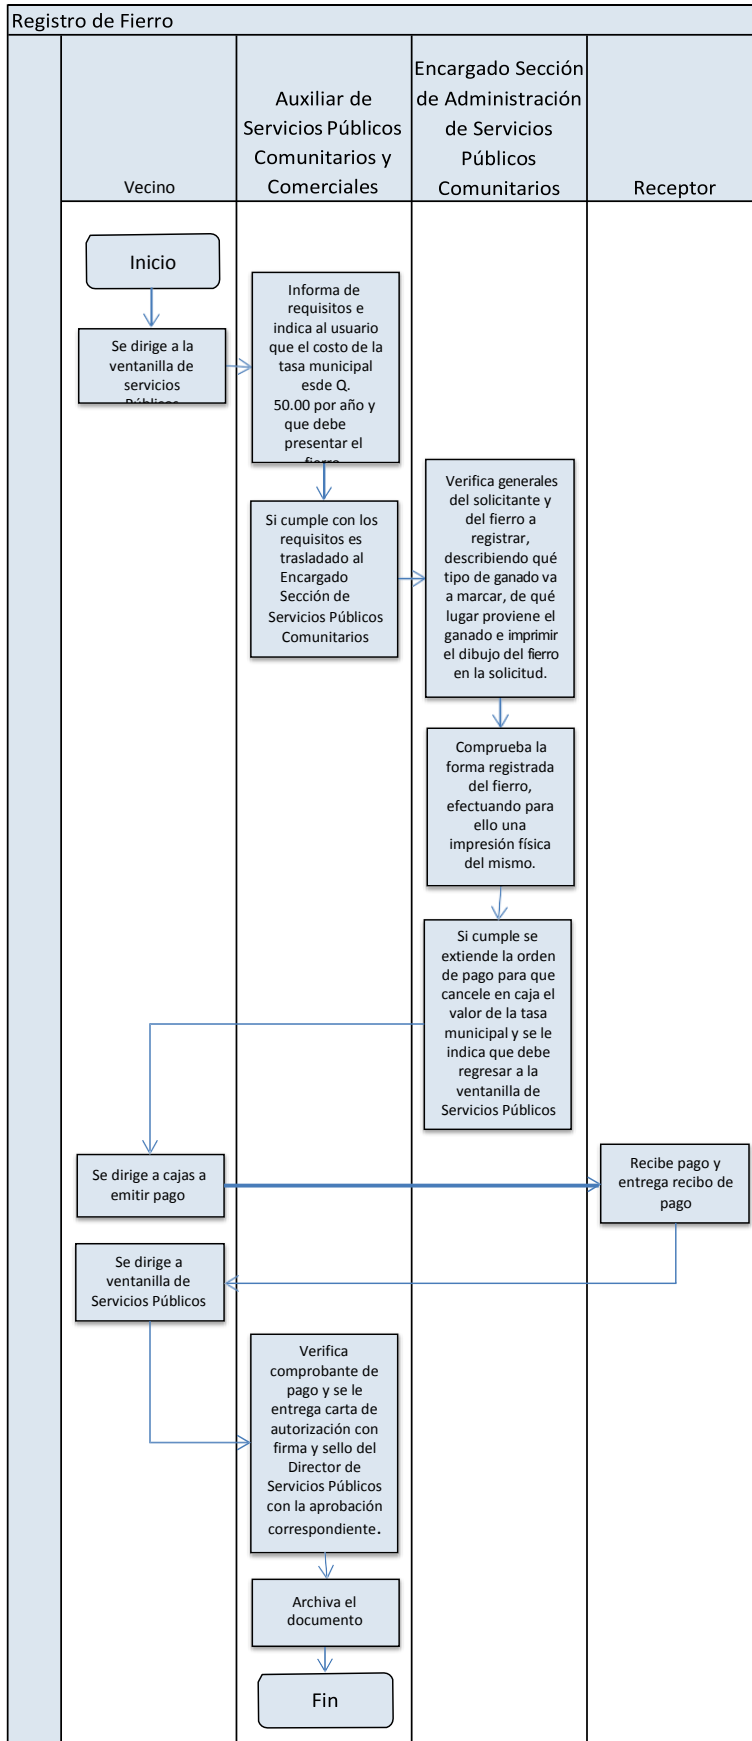 Registro de Fierro
Vecino
Auxiliar de
Servicios Públicos
Comunitarios y
Comerciales
Encargado Sección
de Administración
de Servicios
Públicos
Comunitarios
Receptor
Inicio
Se dirige a la
ventanilla de
servicios
Públicos
Informa de
requisitos e
indica al usuario
que el costo de la
tasa municipal
esde Q.
50.00 por año y
que debe
presentar el
fierro
Si cumple con los
requisitos es
trasladado al
Encargado
Sección de
Servicios Públicos
Comunitarios
Verifica generales
del solicitante y
del fierro a
registrar,
describiendo qué
tipo de ganado va
a marcar, de qué
lugar proviene el
ganado e imprimir
el dibujo del fierro
en la solicitud.
Comprueba la
forma registrada
del fierro,
efectuando para
ello una
impresión física
del mismo.
Si cumple se
extiende la orden
de pago para que
cancele en caja el
valor de la tasa
municipal y se le
indica que debe
regresar a la
ventanilla de
Servicios Públicos
Se dirige a cajas a
emitir pago
Recibe pago y
entrega recibo de
pago
Se dirige a
ventanilla de
Servicios Públicos
Verifica
comprobante de
pago y se le
entrega carta de
autorización con
firma y sello del
Director de
Servicios Públicos
con la aprobación
correspondiente.
Archiva el
documento
Fin